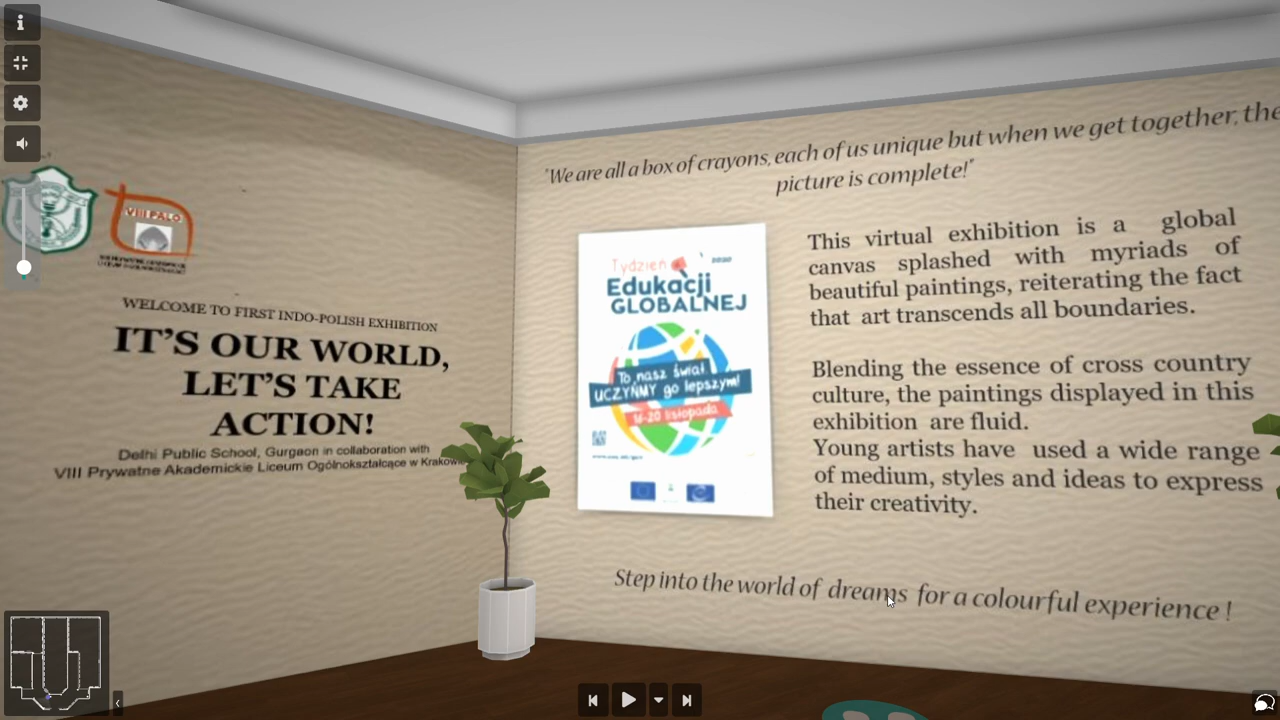 VIII PALO
WELCOME TO FIRST INDO-POLISH EXHIBITION
IT'S OUR WORLD,
LET'S TAKE
ACTION!
Delhi Public School, Gurgaon in collaboration with
VIII Prywatne Akademickie Liceum Ogólnokształcące w Krakowie
"We are all a box of crayons, each of us unique but when we get together, the
picture is complete!"
Tydzień 2020
Edukacji
GLOBALNEJ
To nasz świat
UCZYŃMY go lepszym!
16-20 listopada
This virtual exhibition is a global
canvas splashed with myriads of
beautiful paintings, reiterating the fact
that art transcends all boundaries.
Blending the essence of cross country
culture, the paintings displayed in this
exhibition are fluid.
Young artists have used a wide range
of medium, styles and ideas to express
their creativity.
Step into the world of dreams for a colourful experience !